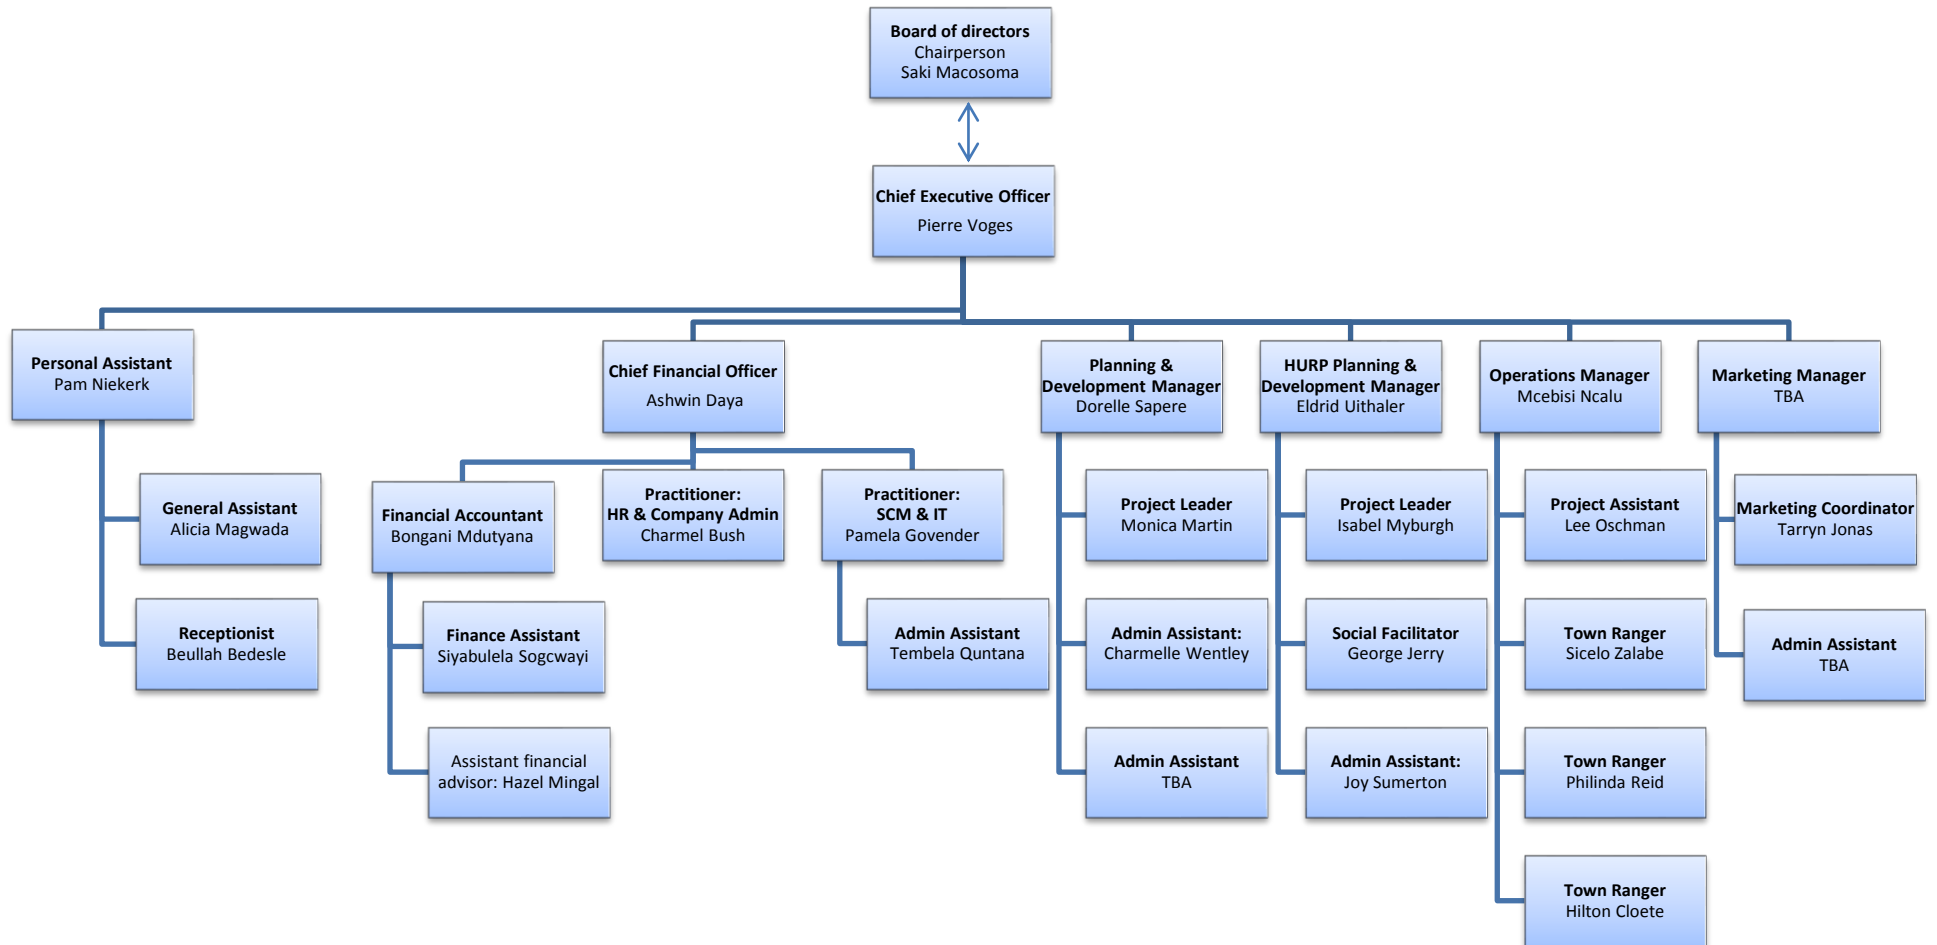 Board of directors
Chairperson
Saki Macosoma
Chief Executive Officer
Pierre Voges
Personal Assistant
Pam Niekerk
General Assistant
Alicia Magwada
Receptionist
Beullah Bedesle
Chief Financial Officer
Ashwin Daya
Financial Accountant
Bongani Mdutyana
Finance Assistant
Siyabulela Sogcwayi
Assistant financial
advisor: Hazel Mingal
Practitioner:
HR & Company Admin
Charmel Bush
Practitioner:
SCM & IT
Pamela Govender
Admin Assistant
Tembela Quntana
Planning &
Development Manager
Dorelle Sapere
Project Leader
Monica Martin
Admin Assistant:
Charmelle Wentley
Admin Assistant
TBA
HURP Planning &
Development Manager
Eldrid Uithaler
Project Leader
Isabel Myburgh
Social Facilitator
George Jerry
Admin Assistant:
Joy Sumerton
Operations Manager
Mcebisi Ncalu
Project Assistant
Lee Oschman
Town Ranger
Sicelo Zalabe
Town Ranger
Philinda Reid
Town Ranger
Hilton Cloete
Marketing Manager
TBA
Marketing Coordinator
Tarryn Jonas
Admin Assistant
TBA